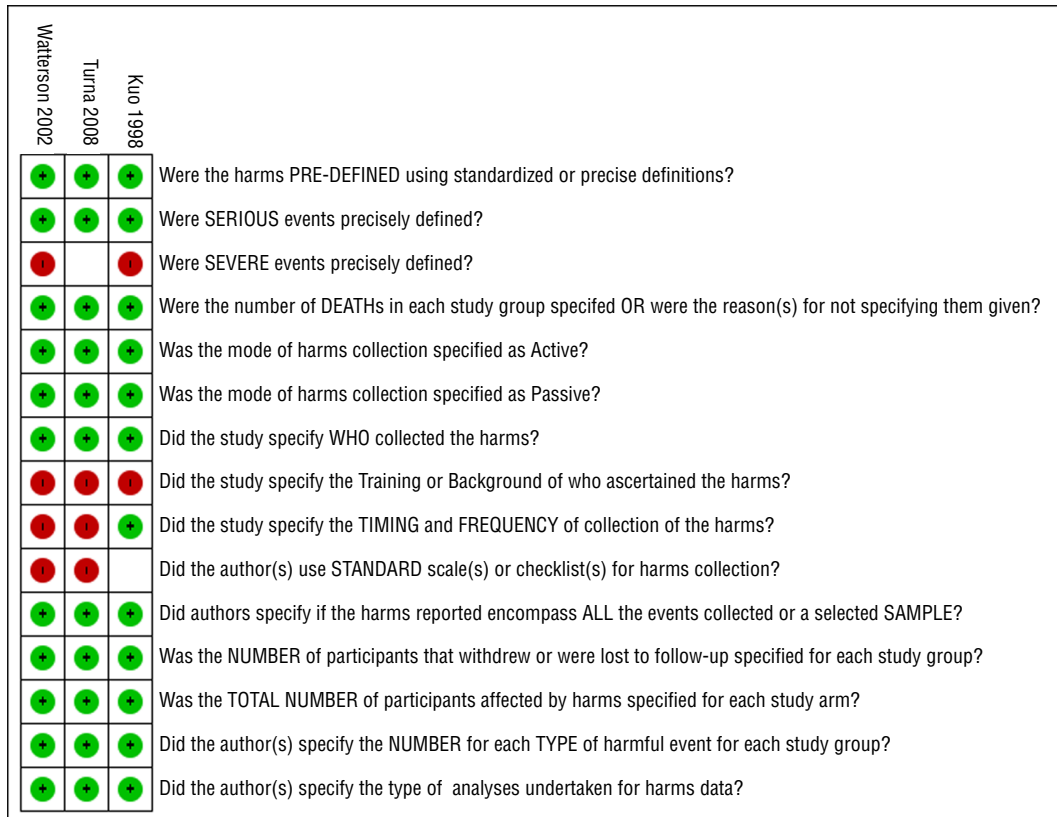 Watterson 2002
Turna 2008
Kuo 1998
+ + + Were the harms PRE-DEFINED using standardized or precise definitions?
+ + + Were SERIOUS events precisely defined?
- - Were SEVERE events precisely defined?
+ + + Were the number of DEATHs in each study group specifed OR were the reason(s) for not specifying them given?
+ + + Was the mode of harms collection specified as Active?
+ + + Was the mode of harms collection specified as Passive?
+ + + Did the study specify WHO collected the harms?
- - - Did the study specify the Training or Background of who ascertained the harms?
- - + Did the study specify the TIMING and FREQUENCY of collection of the harms?
- - Did the author(s) use STANDARD scale(s) or checklist(s) for harms collection?
+ + + Did authors specify if the harms reported encompass ALL the events collected or a selected SAMPLE?
+ + + Was the NUMBER of participants that withdrew or were lost to follow-up specified for each study group?
+ + + Was the TOTAL NUMBER of participants affected by harms specified for each study arm?
+ + + Did the author(s) specify the NUMBER for each TYPE of harmful event for each study group?
+ + + Did the author(s) specify the type of analyses undertaken for harms data?